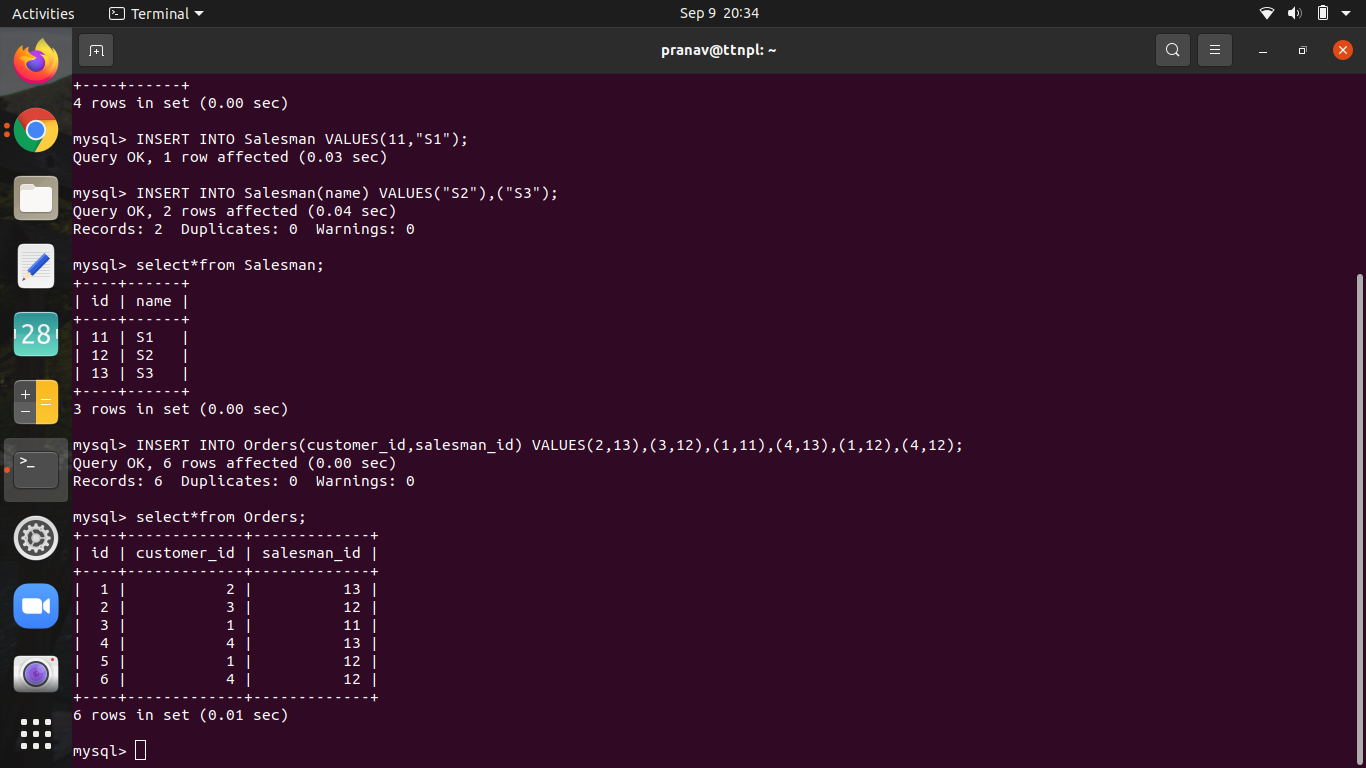 Activities Terminal Sep 9 20:34
pranav@ttnpl: ~
+----+------+
4 rows in set (0.00 sec)
mysql> INSERT INTO Salesman VALUES(11,"S1");
Query OK, 1 row affected (0.03 sec)
mysql> INSERT INTO Salesman(name) VALUES("S2"),("S3");
Query OK, 2 rows affected (0.04 sec)
Records: 2  Duplicates: 0  Warnings: 0
mysql> select*from Salesman;
+----+------+
| id | name |
+----+------+
| 11 | S1   |
| 12 | S2   |
| 13 | S3   |
+----+------+
3 rows in set (0.00 sec)
mysql> INSERT INTO Orders(customer_id,salesman_id) VALUES(2,13),(3,12),(1,11),(4,13),(1,12),(4,12);
Query OK, 6 rows affected (0.00 sec)
Records: 6  Duplicates: 0  Warnings: 0
mysql> select*from Orders;
+----+-------------+-------------+
| id | customer_id | salesman_id |
+----+-------------+-------------+
|  1 |           2 |          13 |
|  2 |           3 |          12 |
|  3 |           1 |          11 |
|  4 |           4 |          13 |
|  5 |           1 |          12 |
|  6 |           4 |          12 |
+----+-------------+-------------+
6 rows in set (0.01 sec)
mysql>
28